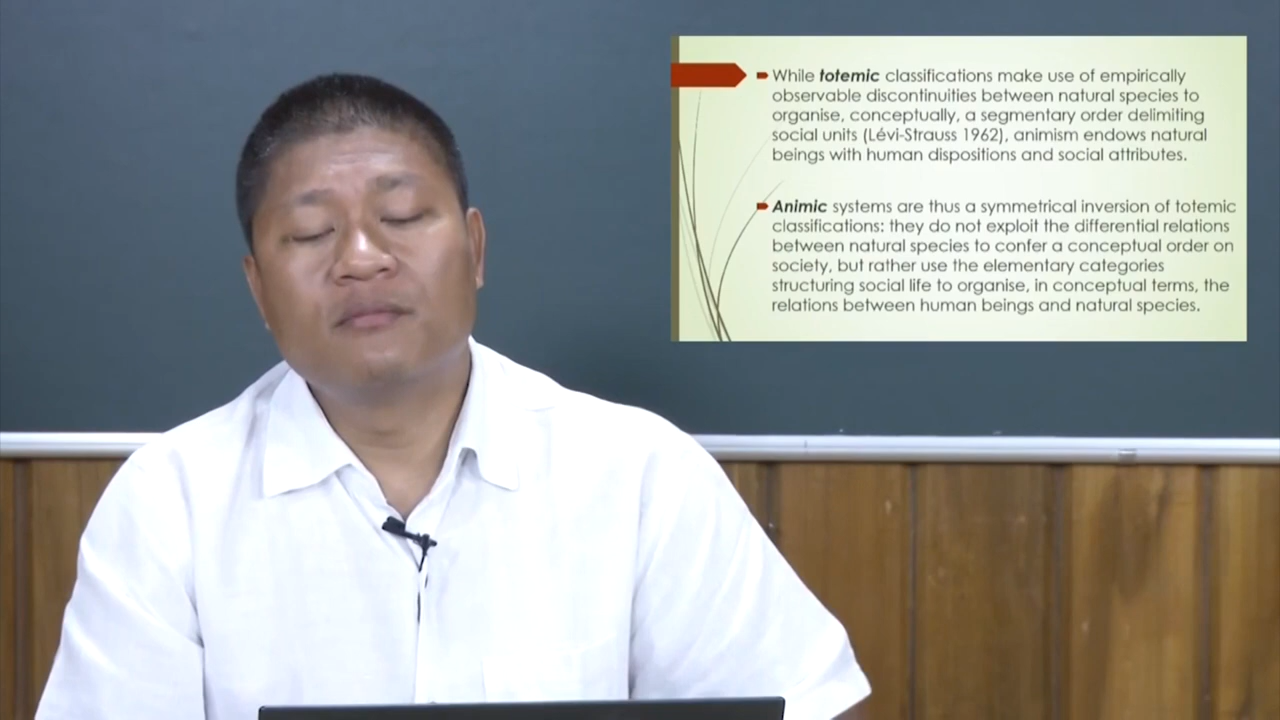 While totemic classifications make use of empirically
observable discontinuities between natural species to
organise, conceptually, a segmentary order delimiting
social units (Lévi-Strauss 1962), animism endows natural
beings with human dispositions and social attributes.
Animic systems are thus a symmetrical inversion of totemic
classifications: they do not exploit the differential relations
between natural species to confer a conceptual order on
society, but rather use the elementary categories
structuring social life to organise, in conceptual terms, the
relations between human beings and natural species.